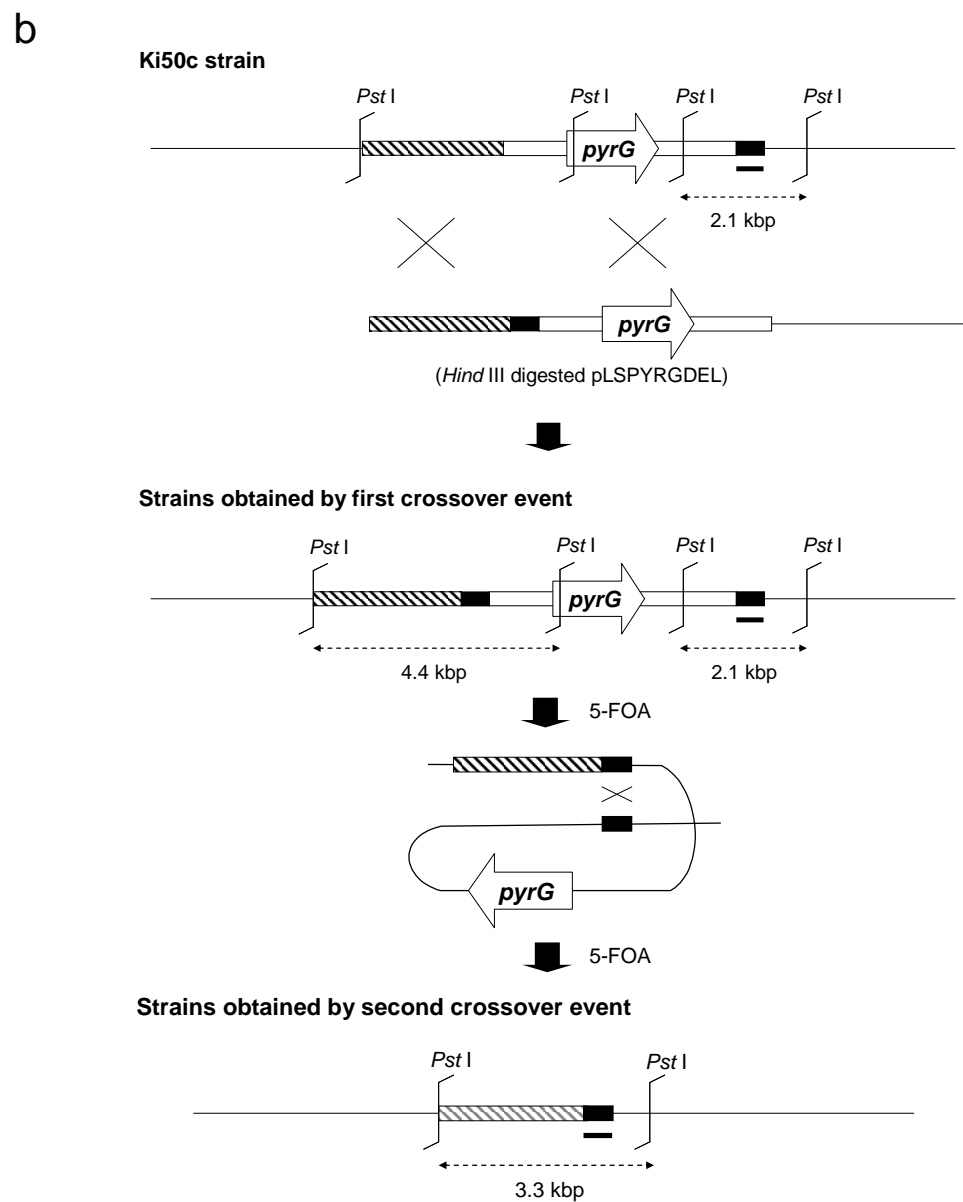 b
Ki50c strain
Pst I Pst I Pst I Pst I
pyrG
2.1 kbp
pyrG
(Hind III digested pLSPYRGDEL)
Strains obtained by first crossover event
Pst I Pst I Pst I Pst I
pyrG
4.4 kbp 2.1 kbp
5-FOA
pyrG
5-FOA
Strains obtained by second crossover event
Pst I Pst I
3.3 kbp